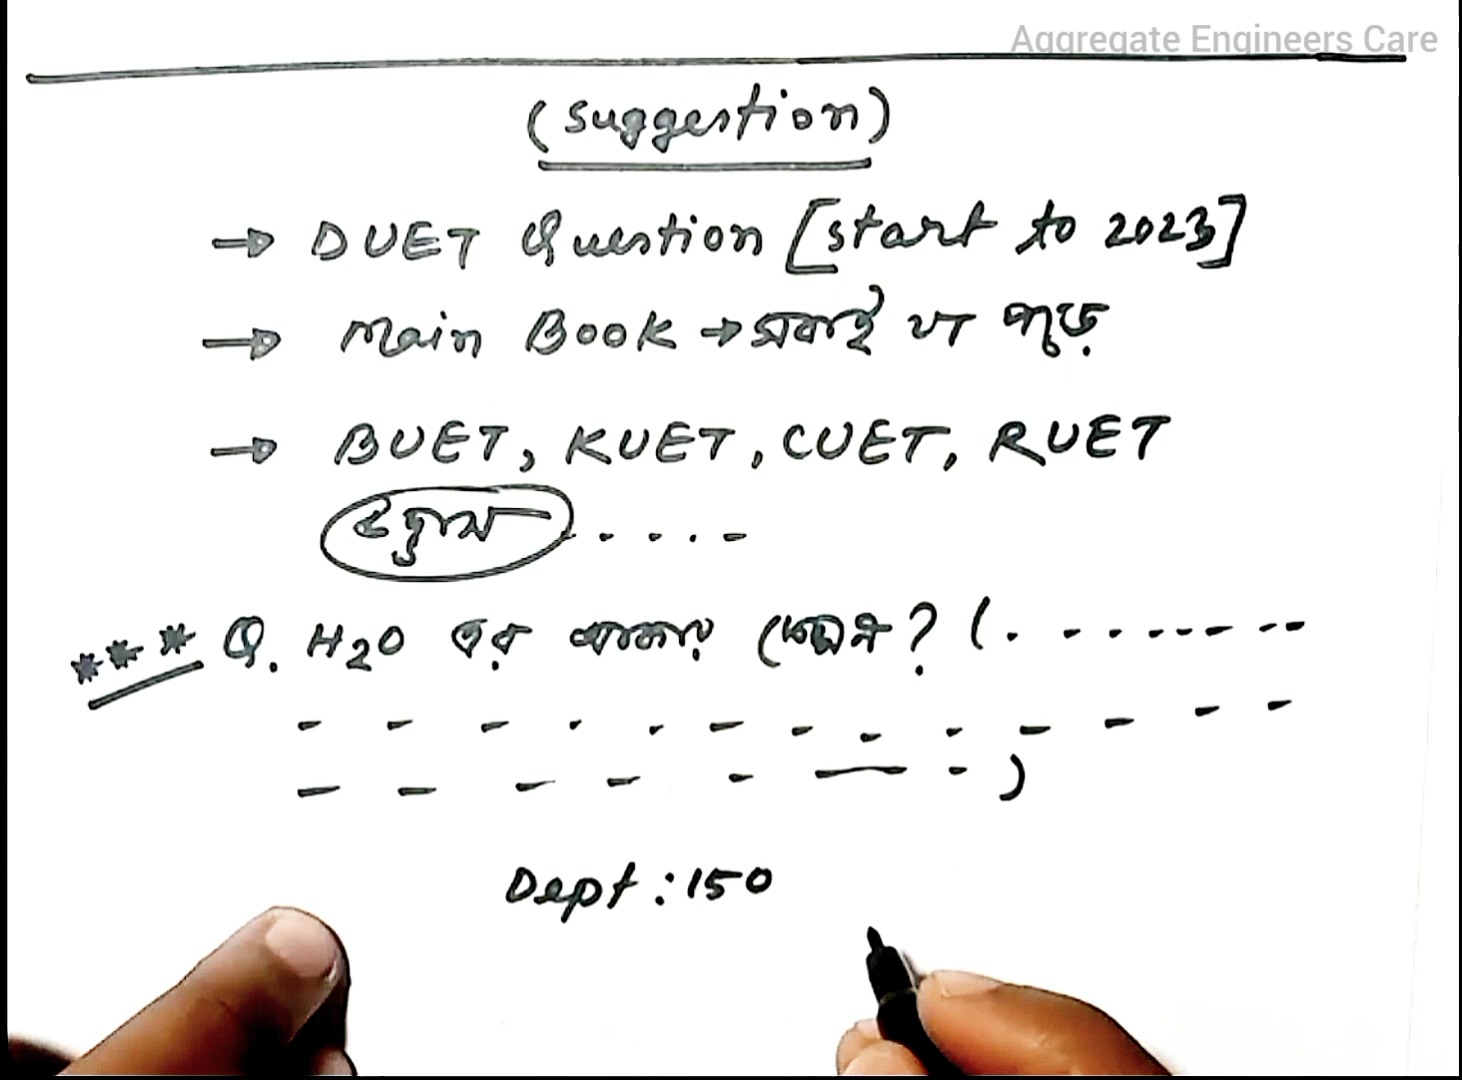 Aggregate Engineers Care
(Suggestion)
→ DUET Question [Start to 2023]
→ Main Book → সবাই যা পড়ে
→ BUET, KUET, CUET, RUET
.....
*** Q. H2O এর আকার কেমন? (. - - - - - - -
- - - - - - - - - - - - -
- - - - - - - )
Dept : 150